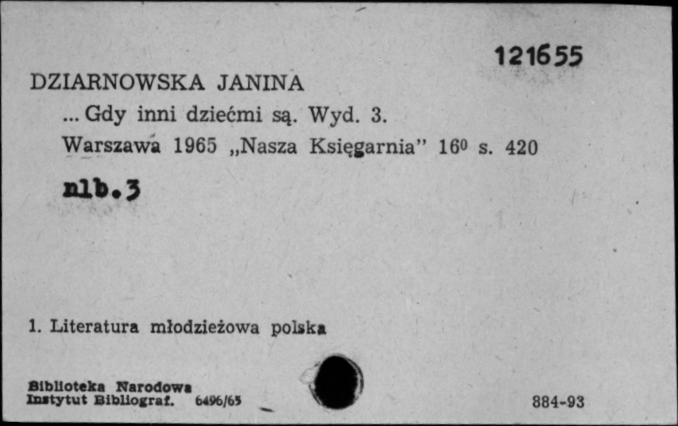 121655
DZIARNOWSKA JANINA
... Gdy inni dziećmi są. Wyd. 3.
Warszawa 1965 „Nasza Księgarnia” 16⁰ s. 420
nlb.3
1. Literatura młodzieżowa polska
Biblioteka Narodowa
Instytut Bibliograf. 6496/65
884-93